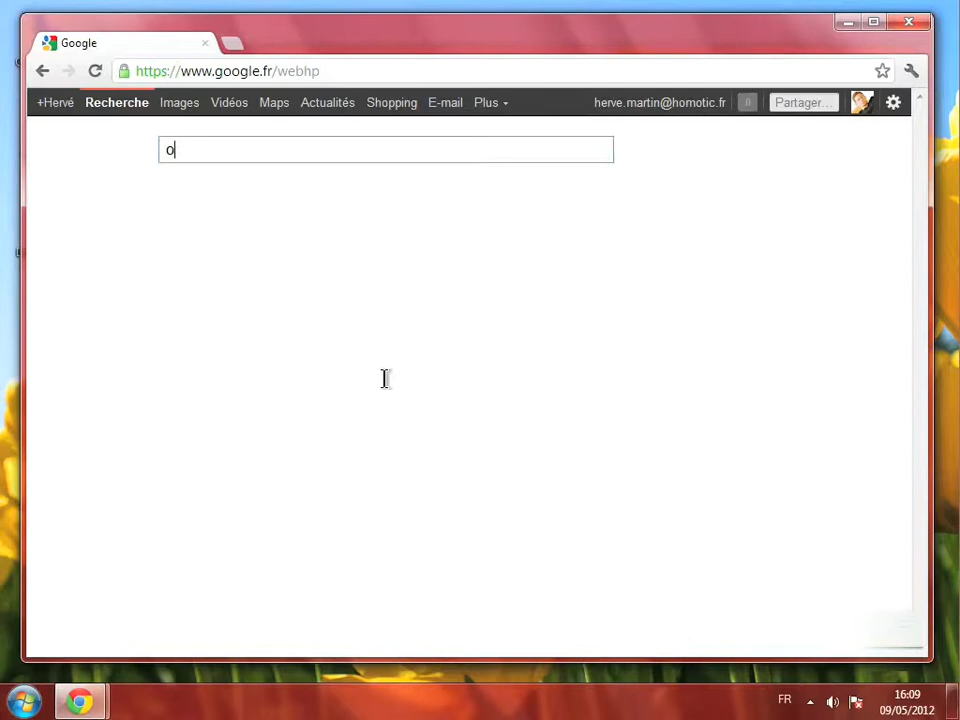 Google
https://www.google.fr/webhp
+Hervé Recherche Images Vidéos Maps Actualités Shopping E-mail Plus herve.martin@homotic.fr 0 Partager...
o
FR
16:09
09/05/2012